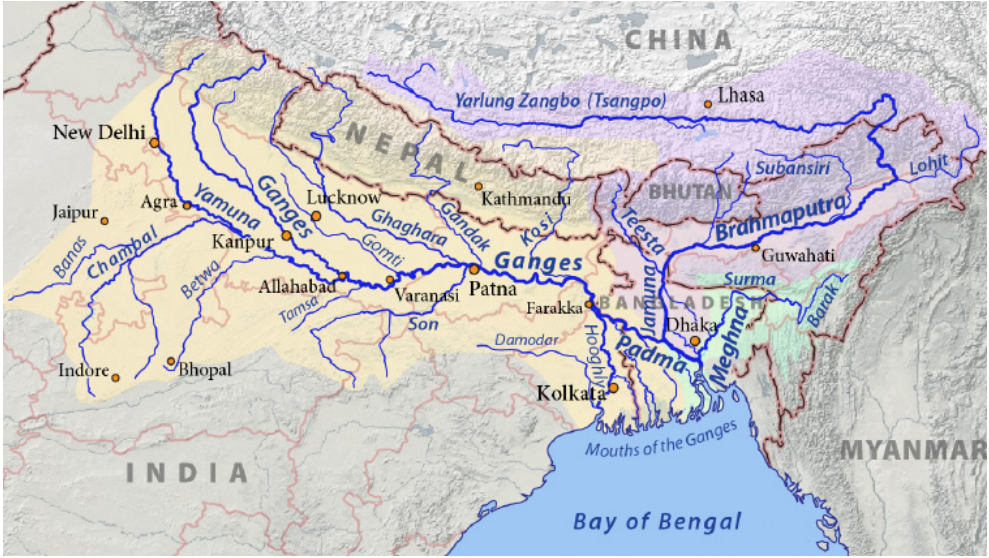 CHINA
Lhasa
Yarlung Zangbo (Tsangpo)
New Delhi
NEPAL
Subansiri
Lohit
BHUTAN
Kathmandu
Lucknow
Agra
Yamuna
Ganges
Jaipur
Ghaghara
Gandak
Kosi
Teesta
Brahmaputra
Banas
Chambal
Kanpur
Gomti
Guwahati
Betwa
Ganges
Allahabad
Varanasi
Patna
Surma
Barak
Tamsa
Farakka
BANGLADESH
Jamuna
Son
Dhaka
Meghna
Damodar
Hooghly
Padma
Indore
Bhopal
Kolkata
Mouths of the Ganges
INDIA
MYANMAR
Bay of Bengal